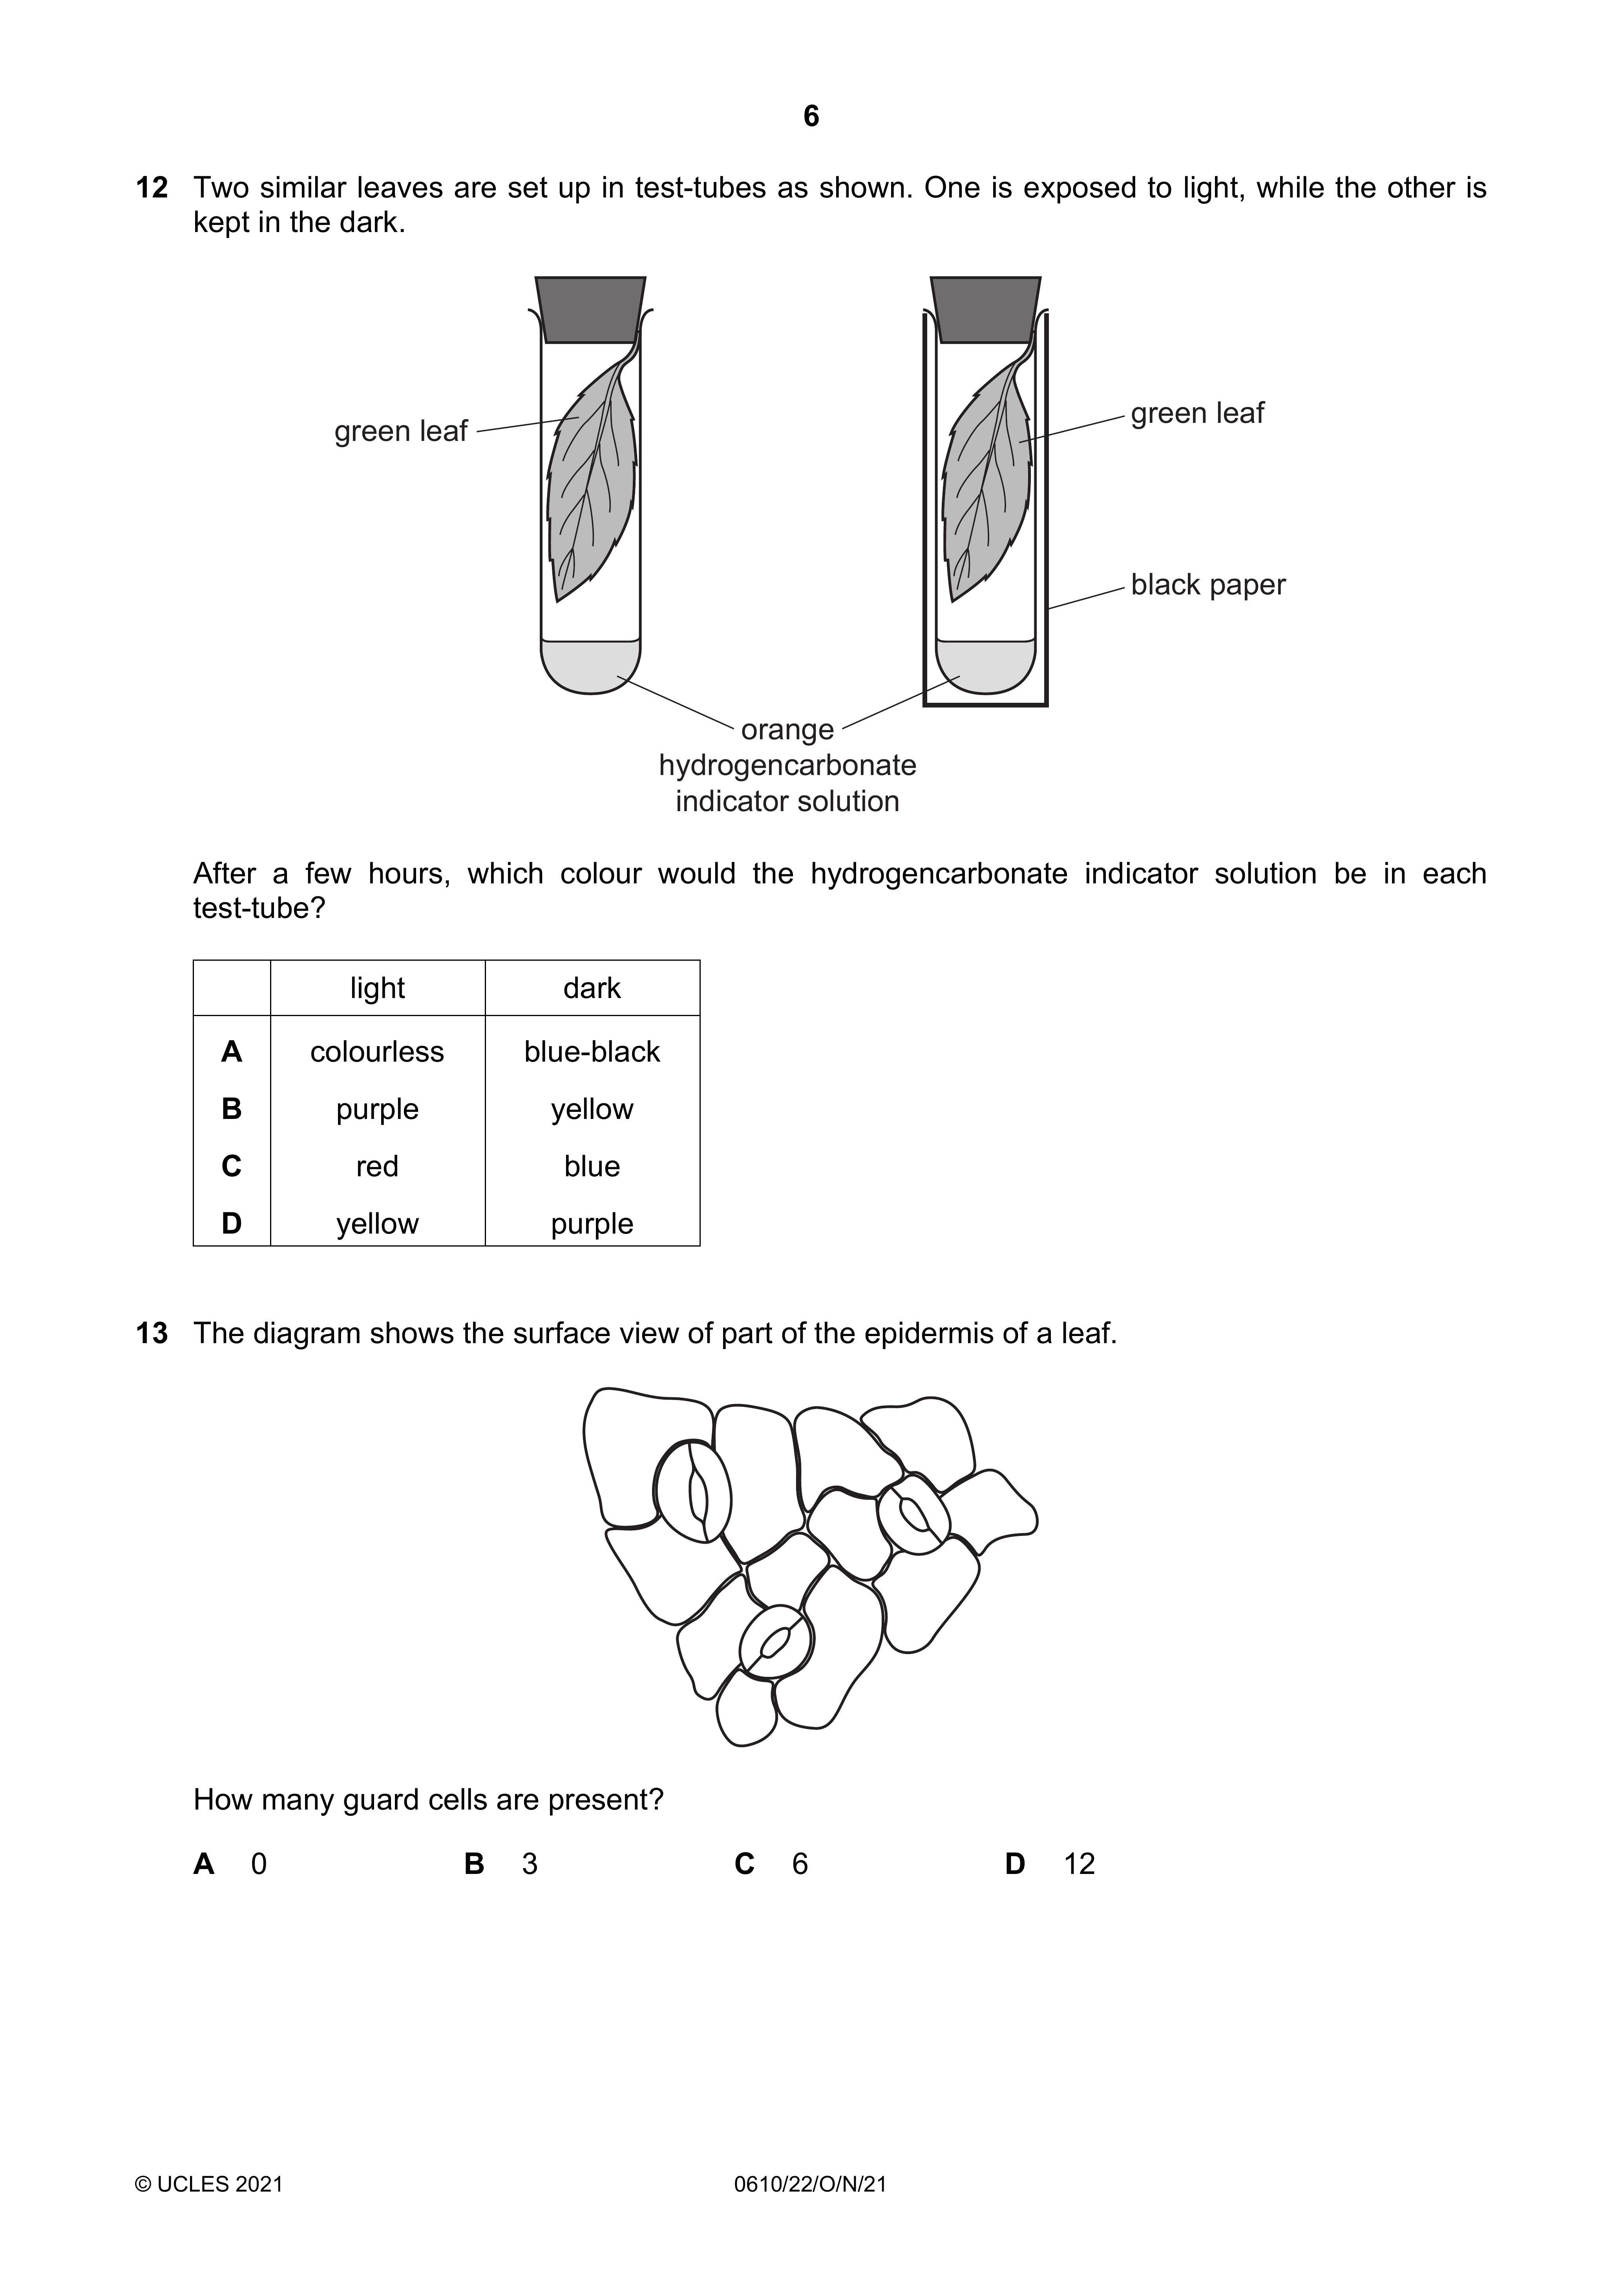 6
12 Two similar leaves are set up in test-tubes as shown. One is exposed to light, while the other is
kept in the dark.
green leaf
green leaf
black paper
orange
hydrogencarbonate
indicator solution
After a few hours, which colour would the hydrogencarbonate indicator solution be in each
test-tube?
light dark
A colourless blue-black
B purple yellow
C red blue
D yellow purple
13 The diagram shows the surface view of part of the epidermis of a leaf.
How many guard cells are present?
A 0 B 3 C 6 D 12
© UCLES 2021 0610/22/O/N/21